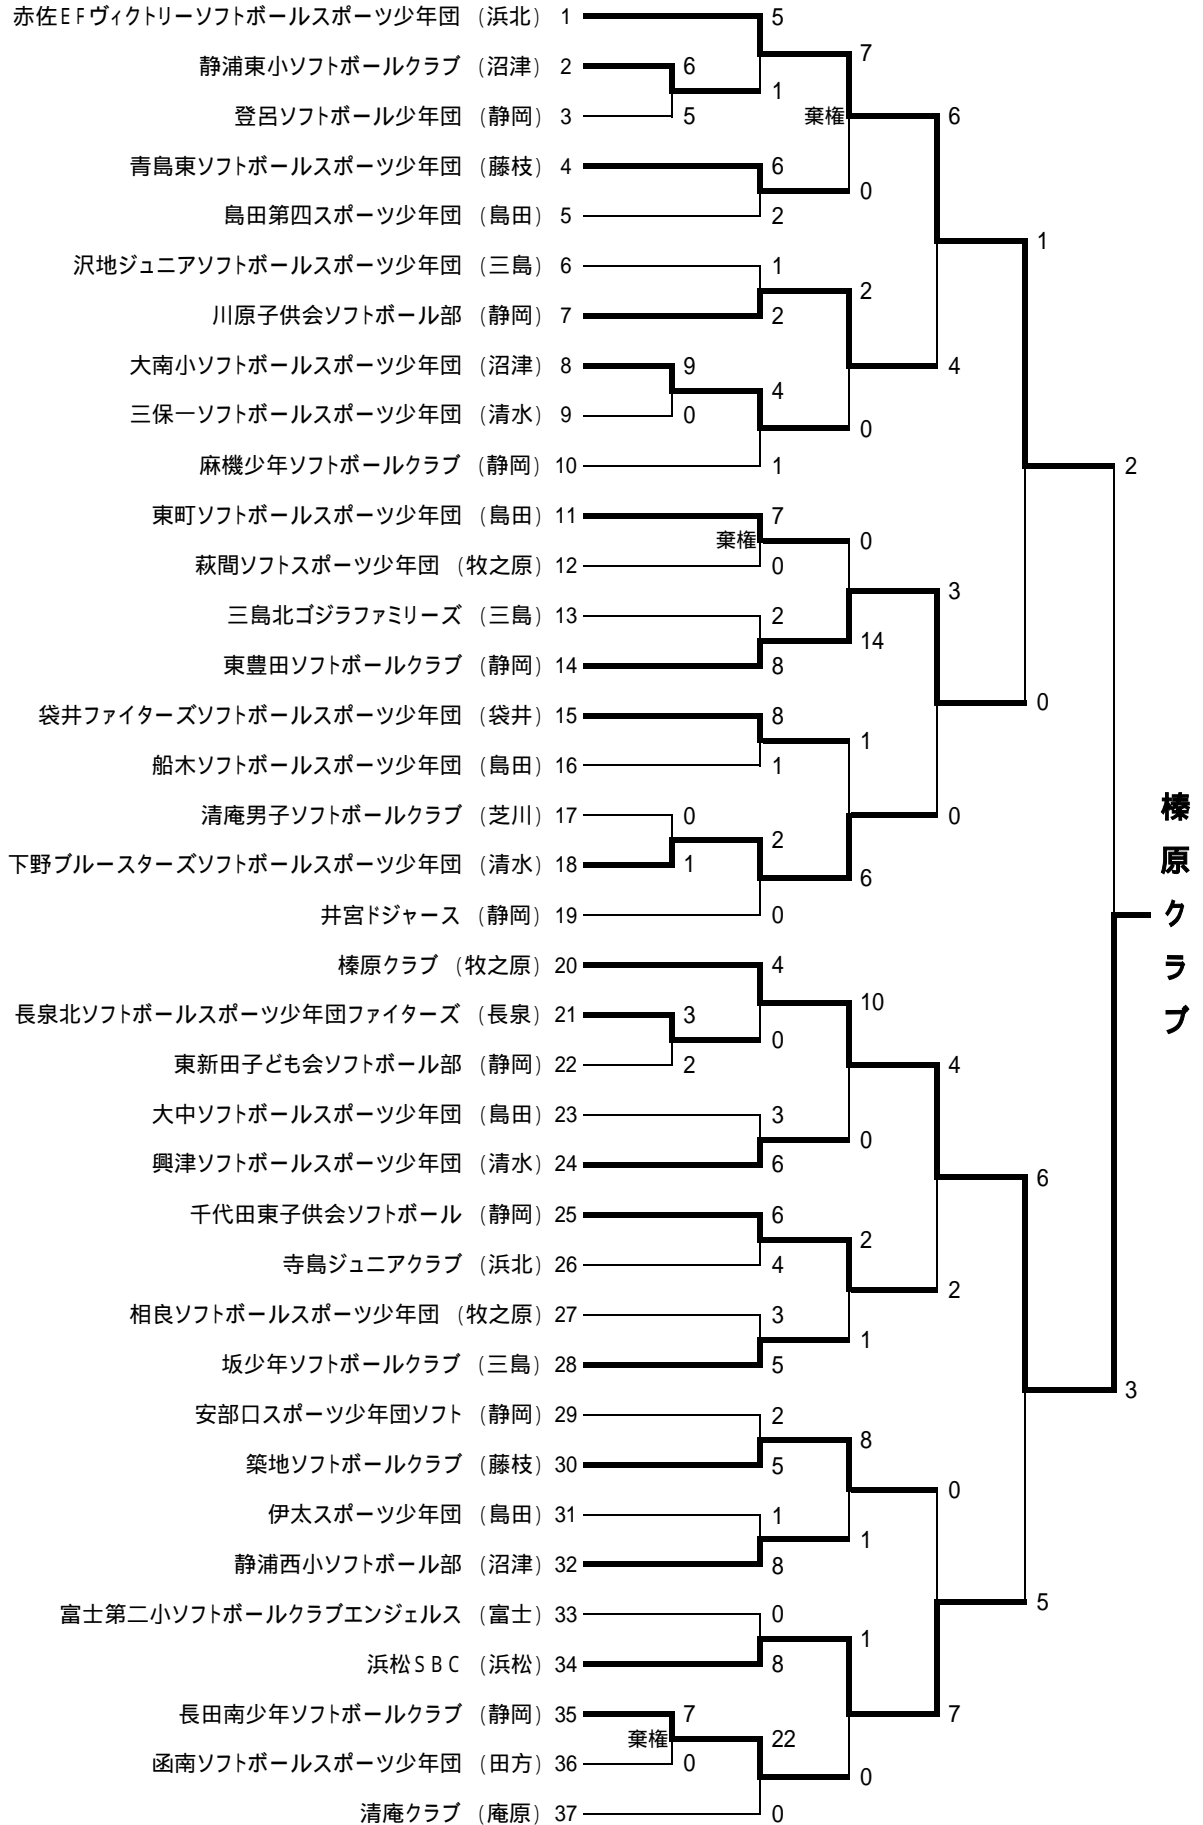 赤佐EFヴィクトリーソフトボールスポーツ少年団 (浜北) 1 5
7
静浦東小ソフトボールクラブ (沼津) 2 6
1
登呂ソフトボール少年団 (静岡) 3 5 棄権 6
青島東ソフトボールスポーツ少年団 (藤枝) 4 6
0
島田第四スポーツ少年団 (島田) 5 2
1
沢地ジュニアソフトボールスポーツ少年団 (三島) 6 1
2
川原子供会ソフトボール部 (静岡) 7 2
大南小ソフトボールスポーツ少年団 (沼津) 8 9 4
4
三保一ソフトボールスポーツ少年団 (清水) 9 0
0
麻機少年ソフトボールクラブ (静岡) 10 1 2
東町ソフトボールスポーツ少年団 (島田) 11 7
棄権 0
萩間ソフトスポーツ少年団 (牧之原) 12 0
3
三島北ゴジラファミリーズ (三島) 13 2
14
東豊田ソフトボールクラブ (静岡) 14 8
0
袋井ファイターズソフトボールスポーツ少年団 (袋井) 15 8
1
船木ソフトボールスポーツ少年団 (島田) 16 1
清庵男子ソフトボールクラブ (芝川) 17 0 0
2
下野ブルースターズソフトボールスポーツ少年団 (清水) 18 1
6
井宮ドジャース (静岡) 19 0
榛原クラブ
榛原クラブ (牧之原) 20 4
10
長泉北ソフトボールスポーツ少年団ファイターズ (長泉) 21 3
0
東新田子ども会ソフトボール部 (静岡) 22 2 4
大中ソフトボールスポーツ少年団 (島田) 23 3
0
興津ソフトボールスポーツ少年団 (清水) 24 6
6
千代田東子供会ソフトボール (静岡) 25 6
2
寺島ジュニアクラブ (浜北) 26 4
2
相良ソフトボールスポーツ少年団 (牧之原) 27 3
1
坂少年ソフトボールクラブ (三島) 28 5
3
安部口スポーツ少年団ソフト (静岡) 29 2
8
築地ソフトボールクラブ (藤枝) 30 5
0
伊太スポーツ少年団 (島田) 31 1
1
静浦西小ソフトボール部 (沼津) 32 8
5
富士第二小ソフトボールクラブエンジェルス (富士) 33 0
1
浜松SBC (浜松) 34 8
長田南少年ソフトボールクラブ (静岡) 35 7 7
棄権 22
函南ソフトボールスポーツ少年団 (田方) 36 0
0
清庵クラブ (庵原) 37 0